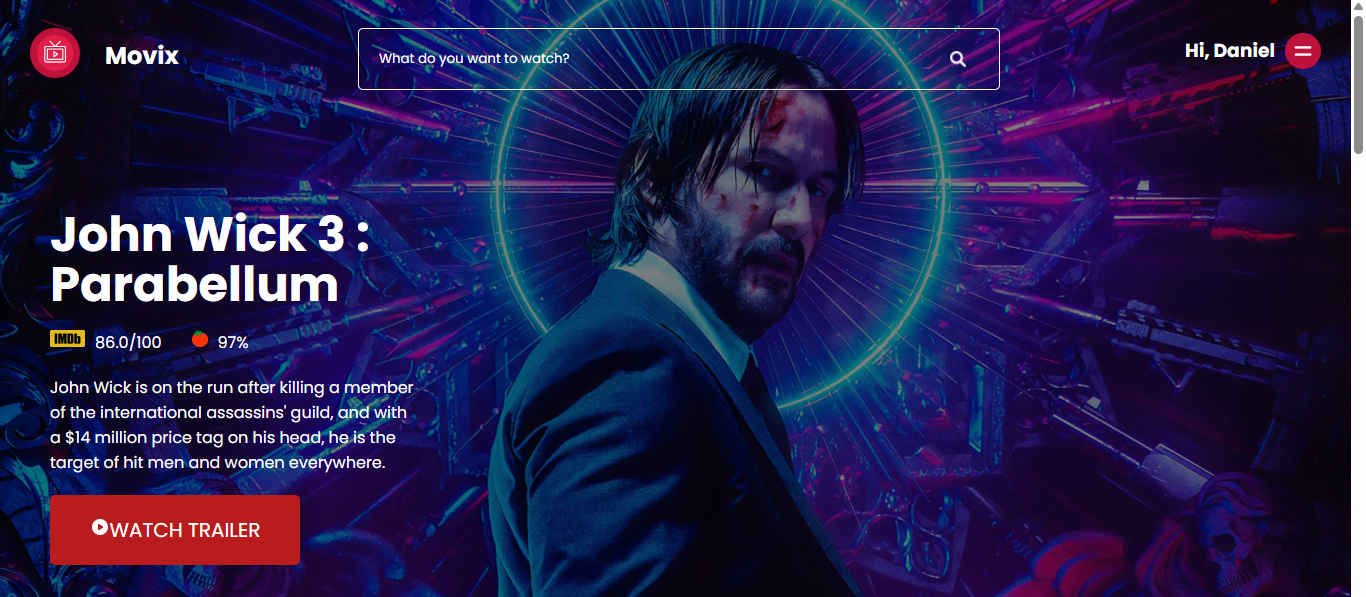 Movix
What do you want to watch?
Hi, Daniel
John Wick 3 :
Parabellum
IMDb 86.0/100 97%
John Wick is on the run after killing a member
of the international assassins' guild, and with
a $14 million price tag on his head, he is the
target of hit men and women everywhere.
WATCH TRAILER